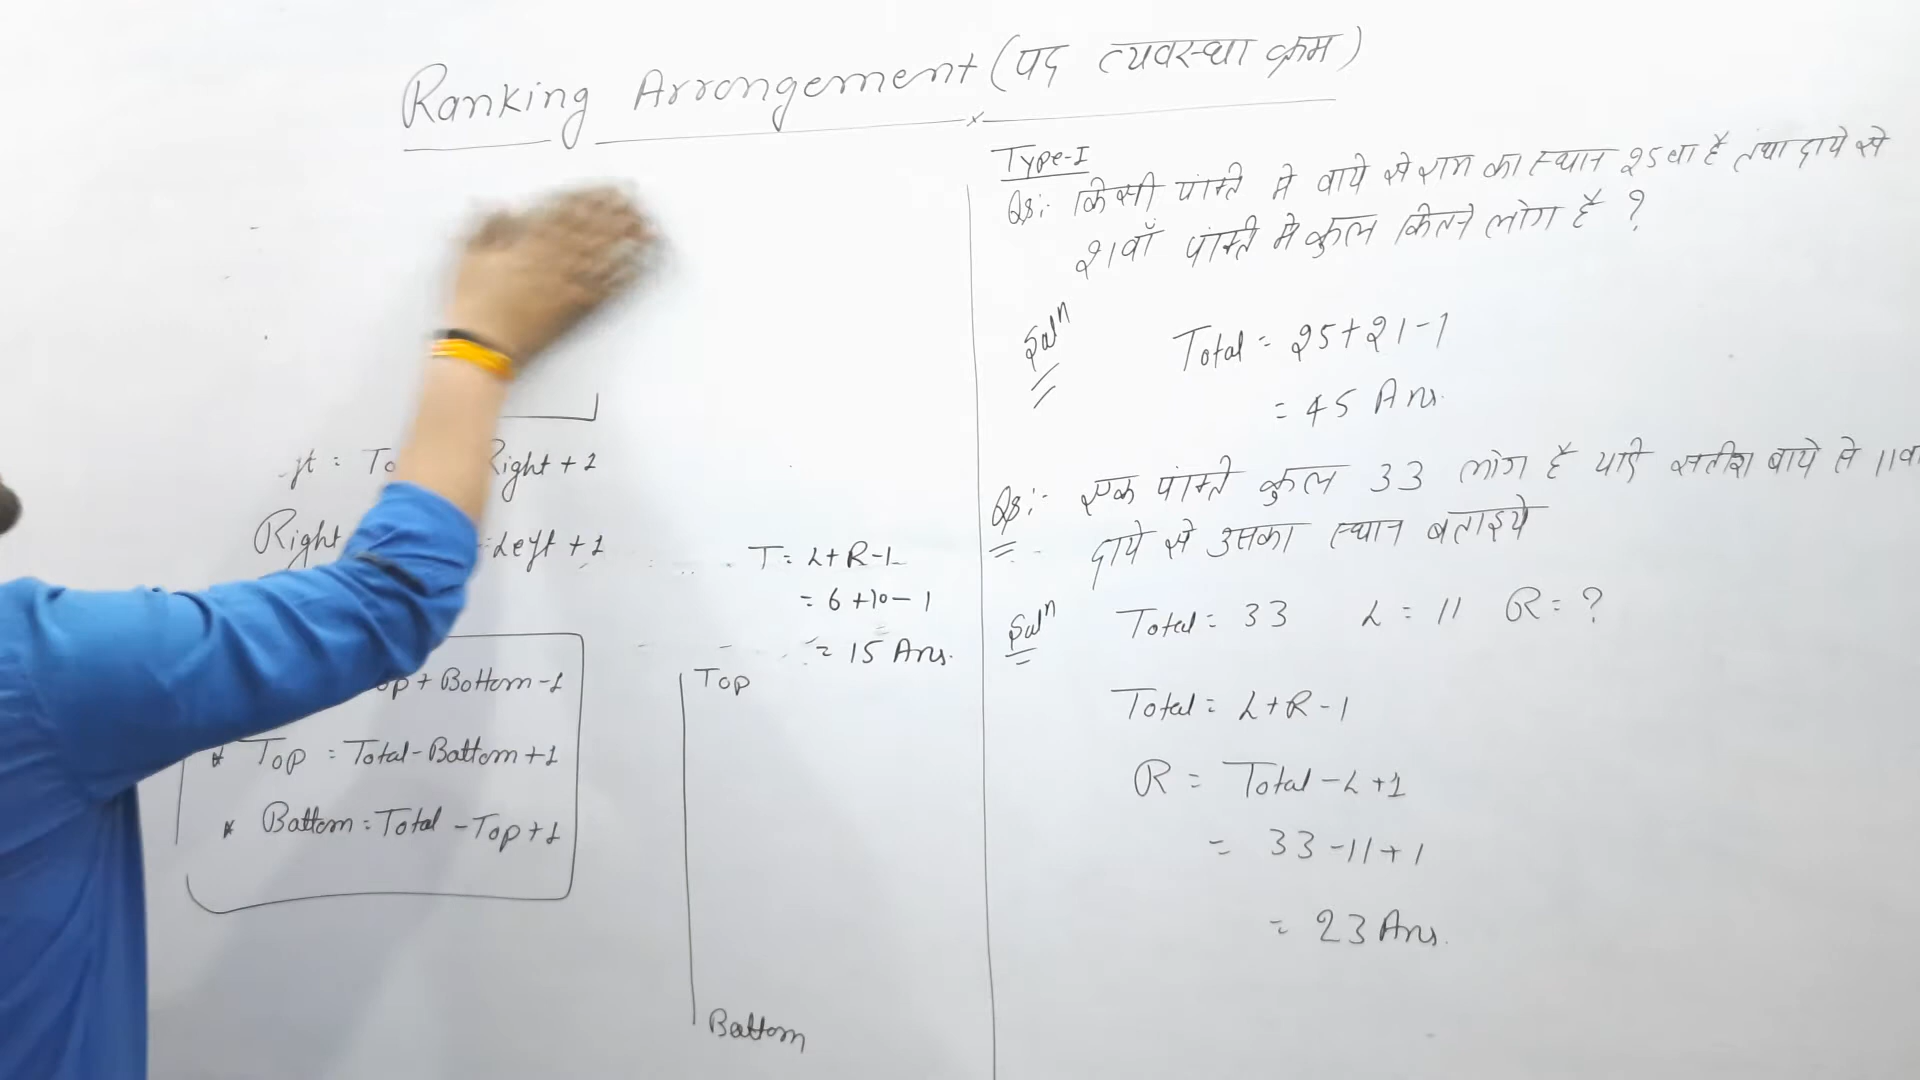 Ranking Arrangement (पद व्यवस्था क्रम)
Right + 1
Right Left + 1
op + Bottom - 1
* Top = Total - Bottom + 1
* Bottom = Total - Top + 1
T = L + R - 1
= 6 + 10 - 1
= 15 Ans.
Top
Bottom
Type-I
Qs:- किसी पंक्ति मे बाये से राम का स्थान 25 वा है तथा दाये से
21वाँ पंक्ति मे कुल कितने लोग है ?
Solⁿ
Total = 25 + 21 - 1
= 45 Ans.
Qs:- एक पंक्ति कुल 33 लोग है यदि सतीश बाये से 11वा
दाये से उसका स्थान बताइये
Solⁿ Total = 33 L = 11 R = ?
Total = L + R - 1
R = Total - L + 1
= 33 - 11 + 1
= 23 Ans.